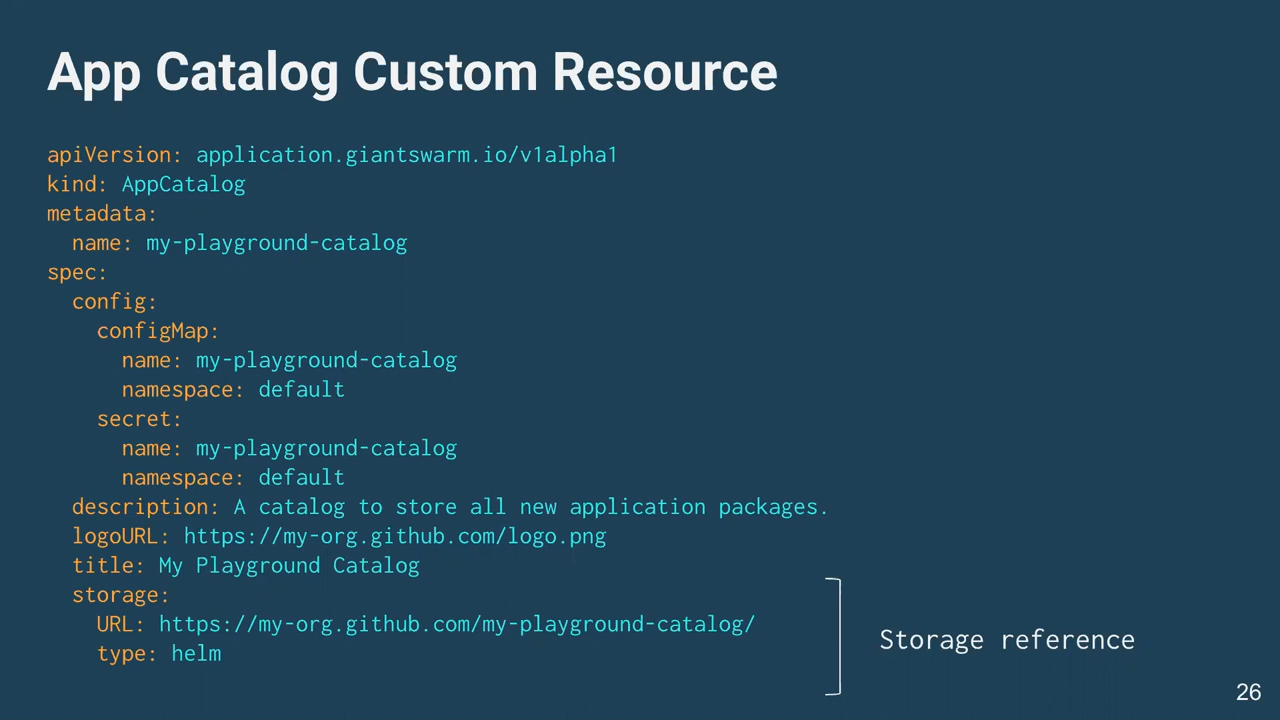 App Catalog Custom Resource
apiVersion: application.giantswarm.io/v1alpha1
kind: AppCatalog
metadata:
  name: my-playground-catalog
spec:
  config:
    configMap:
      name: my-playground-catalog
      namespace: default
    secret:
      name: my-playground-catalog
      namespace: default
  description: A catalog to store all new application packages.
  logoURL: https://my-org.github.com/logo.png
  title: My Playground Catalog
  storage:
    URL: https://my-org.github.com/my-playground-catalog/
    type: helm
Storage reference
26